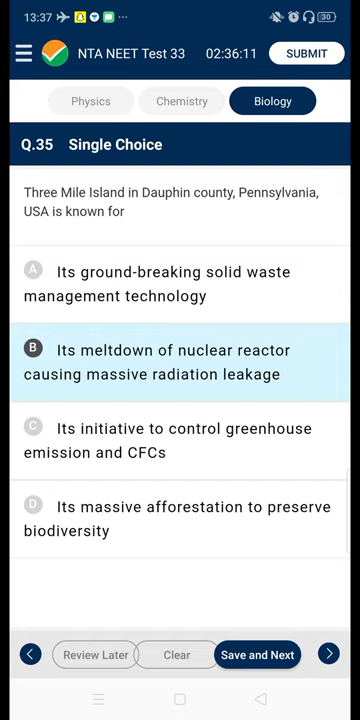 13:37 ... 30
NTA NEET Test 33 02:36:11 SUBMIT
Physics Chemistry Biology
Q.35 Single Choice
Three Mile Island in Dauphin county, Pennsylvania,
USA is known for
A Its ground-breaking solid waste
management technology
B Its meltdown of nuclear reactor
causing massive radiation leakage
C Its initiative to control greenhouse
emission and CFCs
D Its massive afforestation to preserve
biodiversity
Review Later Clear Save and Next